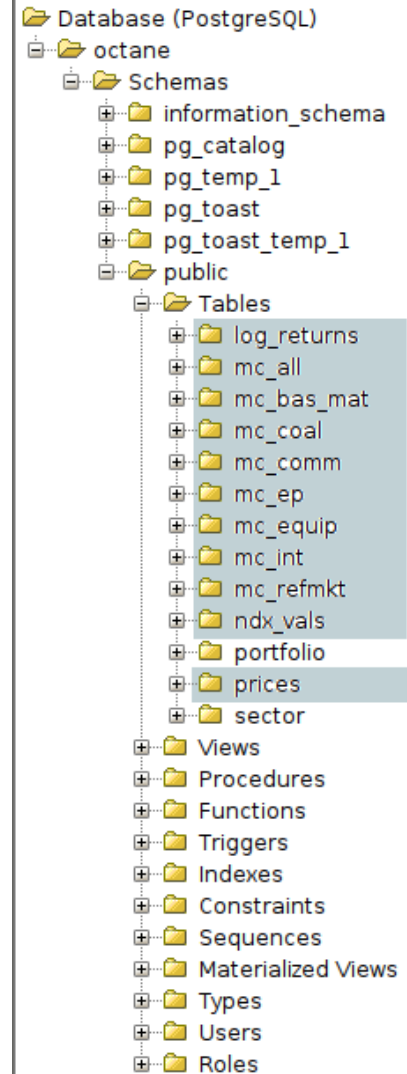 Database (PostgreSQL)
octane
Schemas
information_schema
pg_catalog
pg_temp_1
pg_toast
pg_toast_temp_1
public
Tables
log_returns
mc_all
mc_bas_mat
mc_coal
mc_comm
mc_ep
mc_equip
mc_int
mc_refmkt
ndx_vals
portfolio
prices
sector
Views
Procedures
Functions
Triggers
Indexes
Constraints
Sequences
Materialized Views
Types
Users
Roles